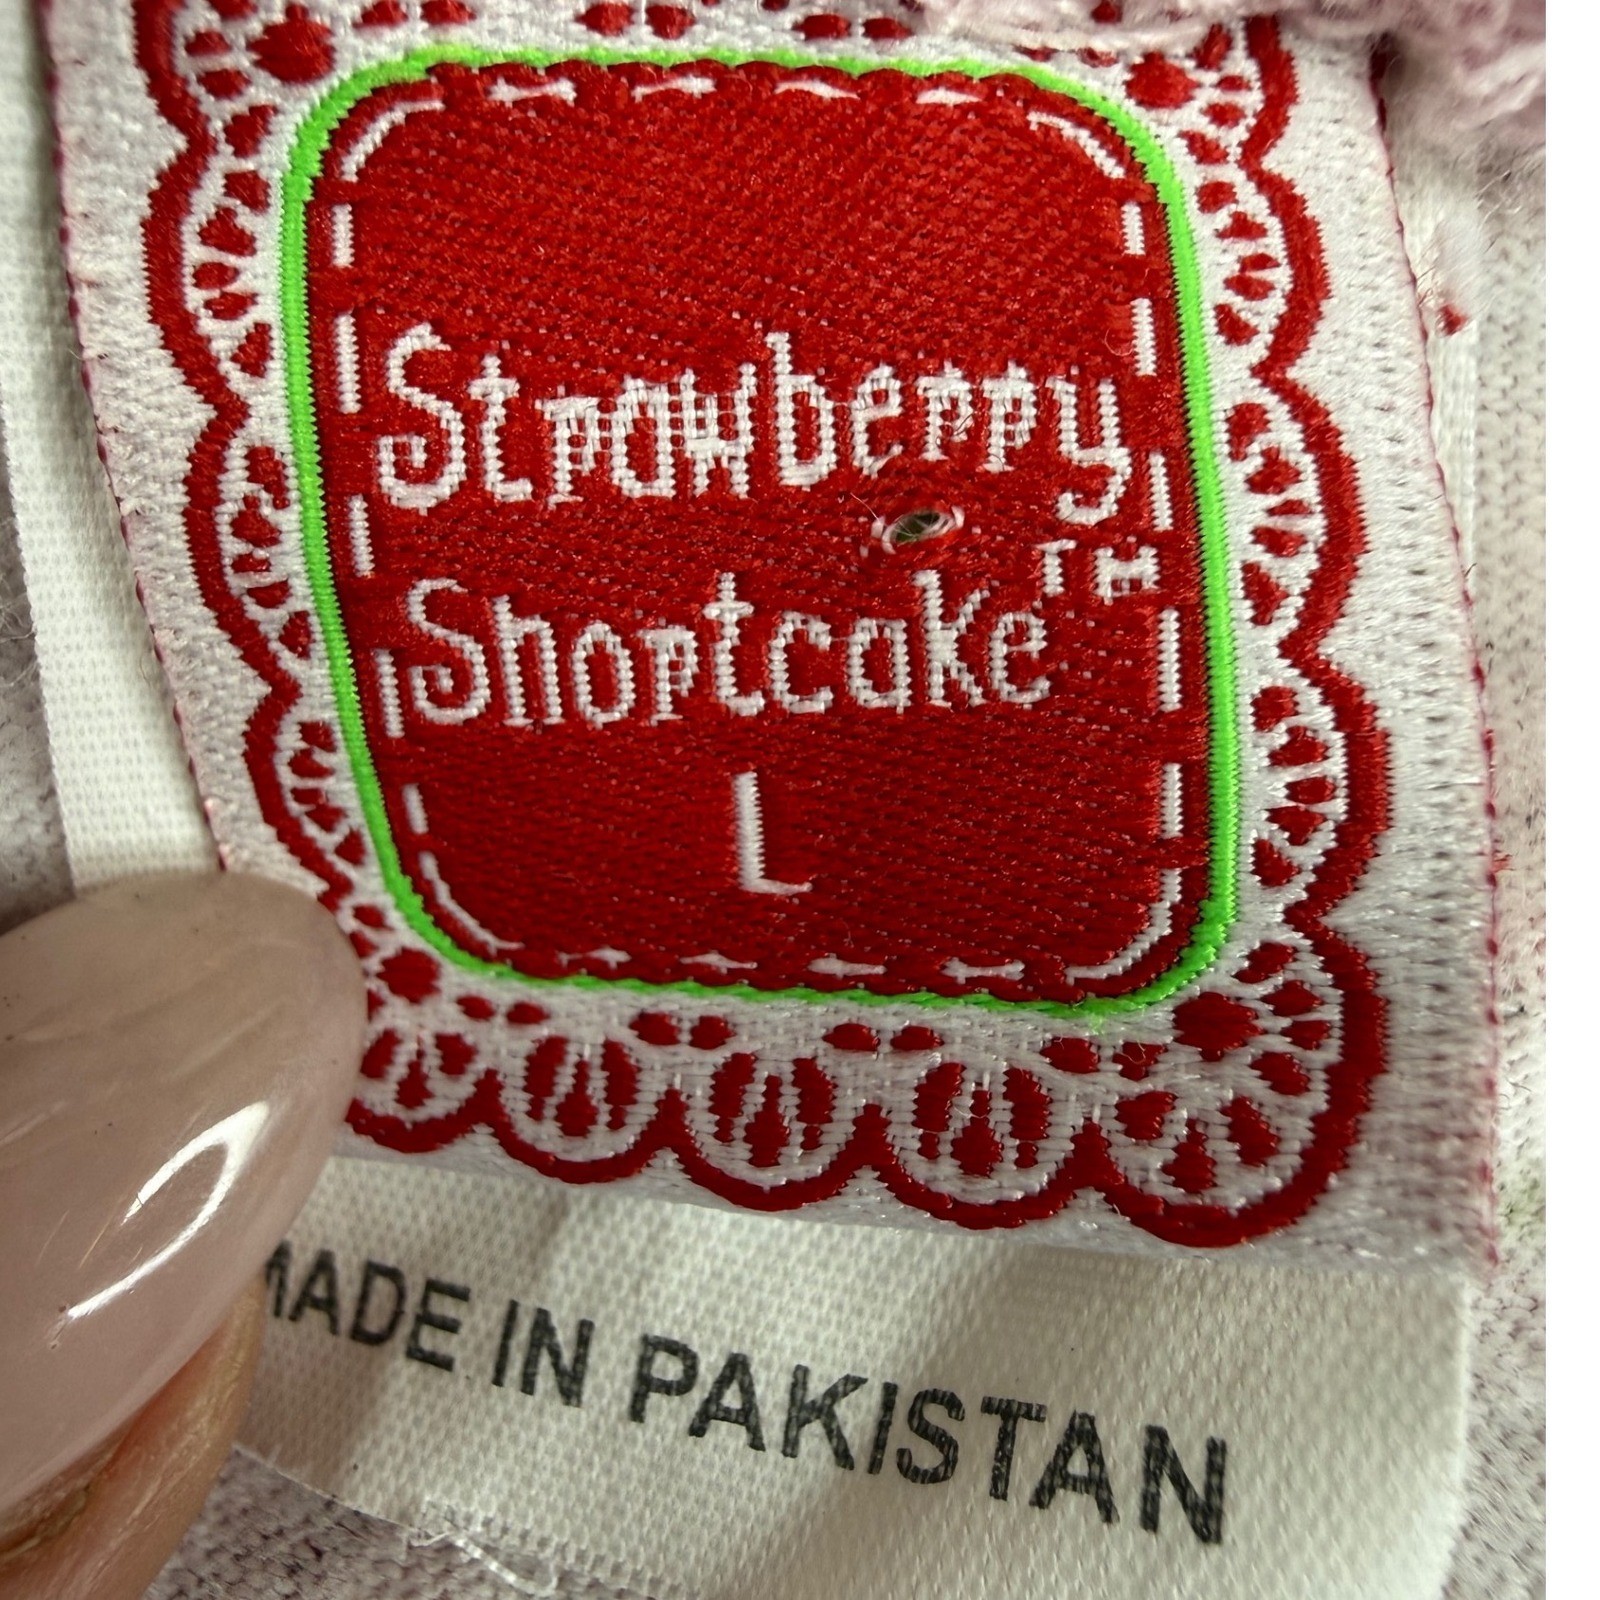 Strawberry
Shortcake™
L
MADE IN PAKISTAN